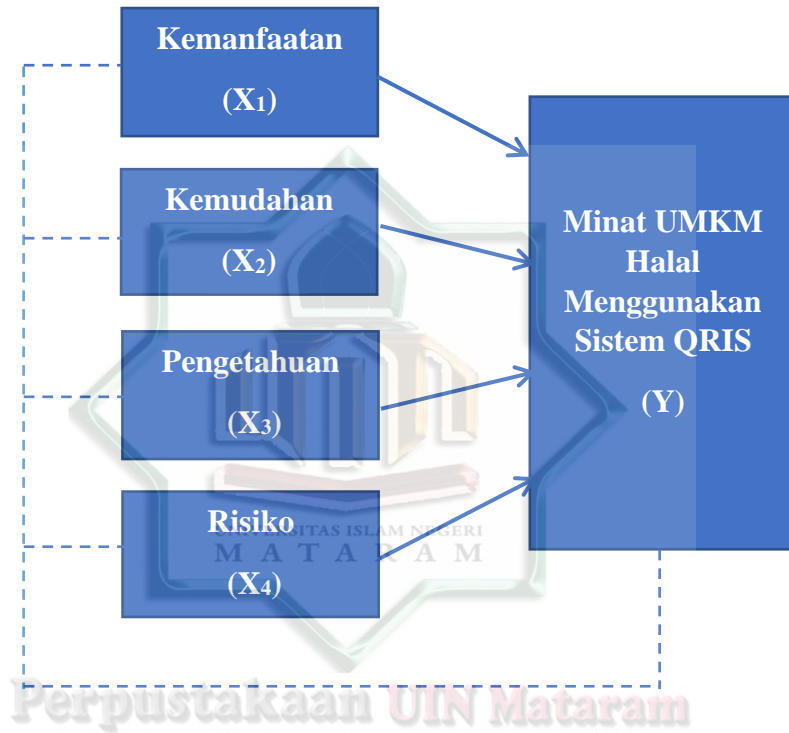 Kemanfaatan
(X₁)
Kemudahan
(X₂)
Pengetahuan
(X₃)
Risiko
(X₄)
Minat UMKM
Halal
Menggunakan
Sistem QRIS
(Y)
UNIVERSITAS ISLAM NEGERI
MATARAM
Perpustakaan UIN Mataram